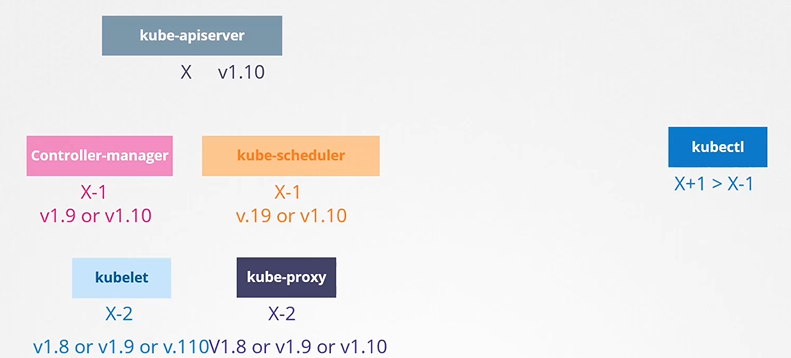 kube-apiserver
X v1.10
Controller-manager
kube-scheduler
kubectl
X-1
X-1
X+1 > X-1
v1.9 or v1.10
v.19 or v1.10
kubelet
kube-proxy
X-2
X-2
v1.8 or v1.9 or v.110
V1.8 or v1.9 or v1.10